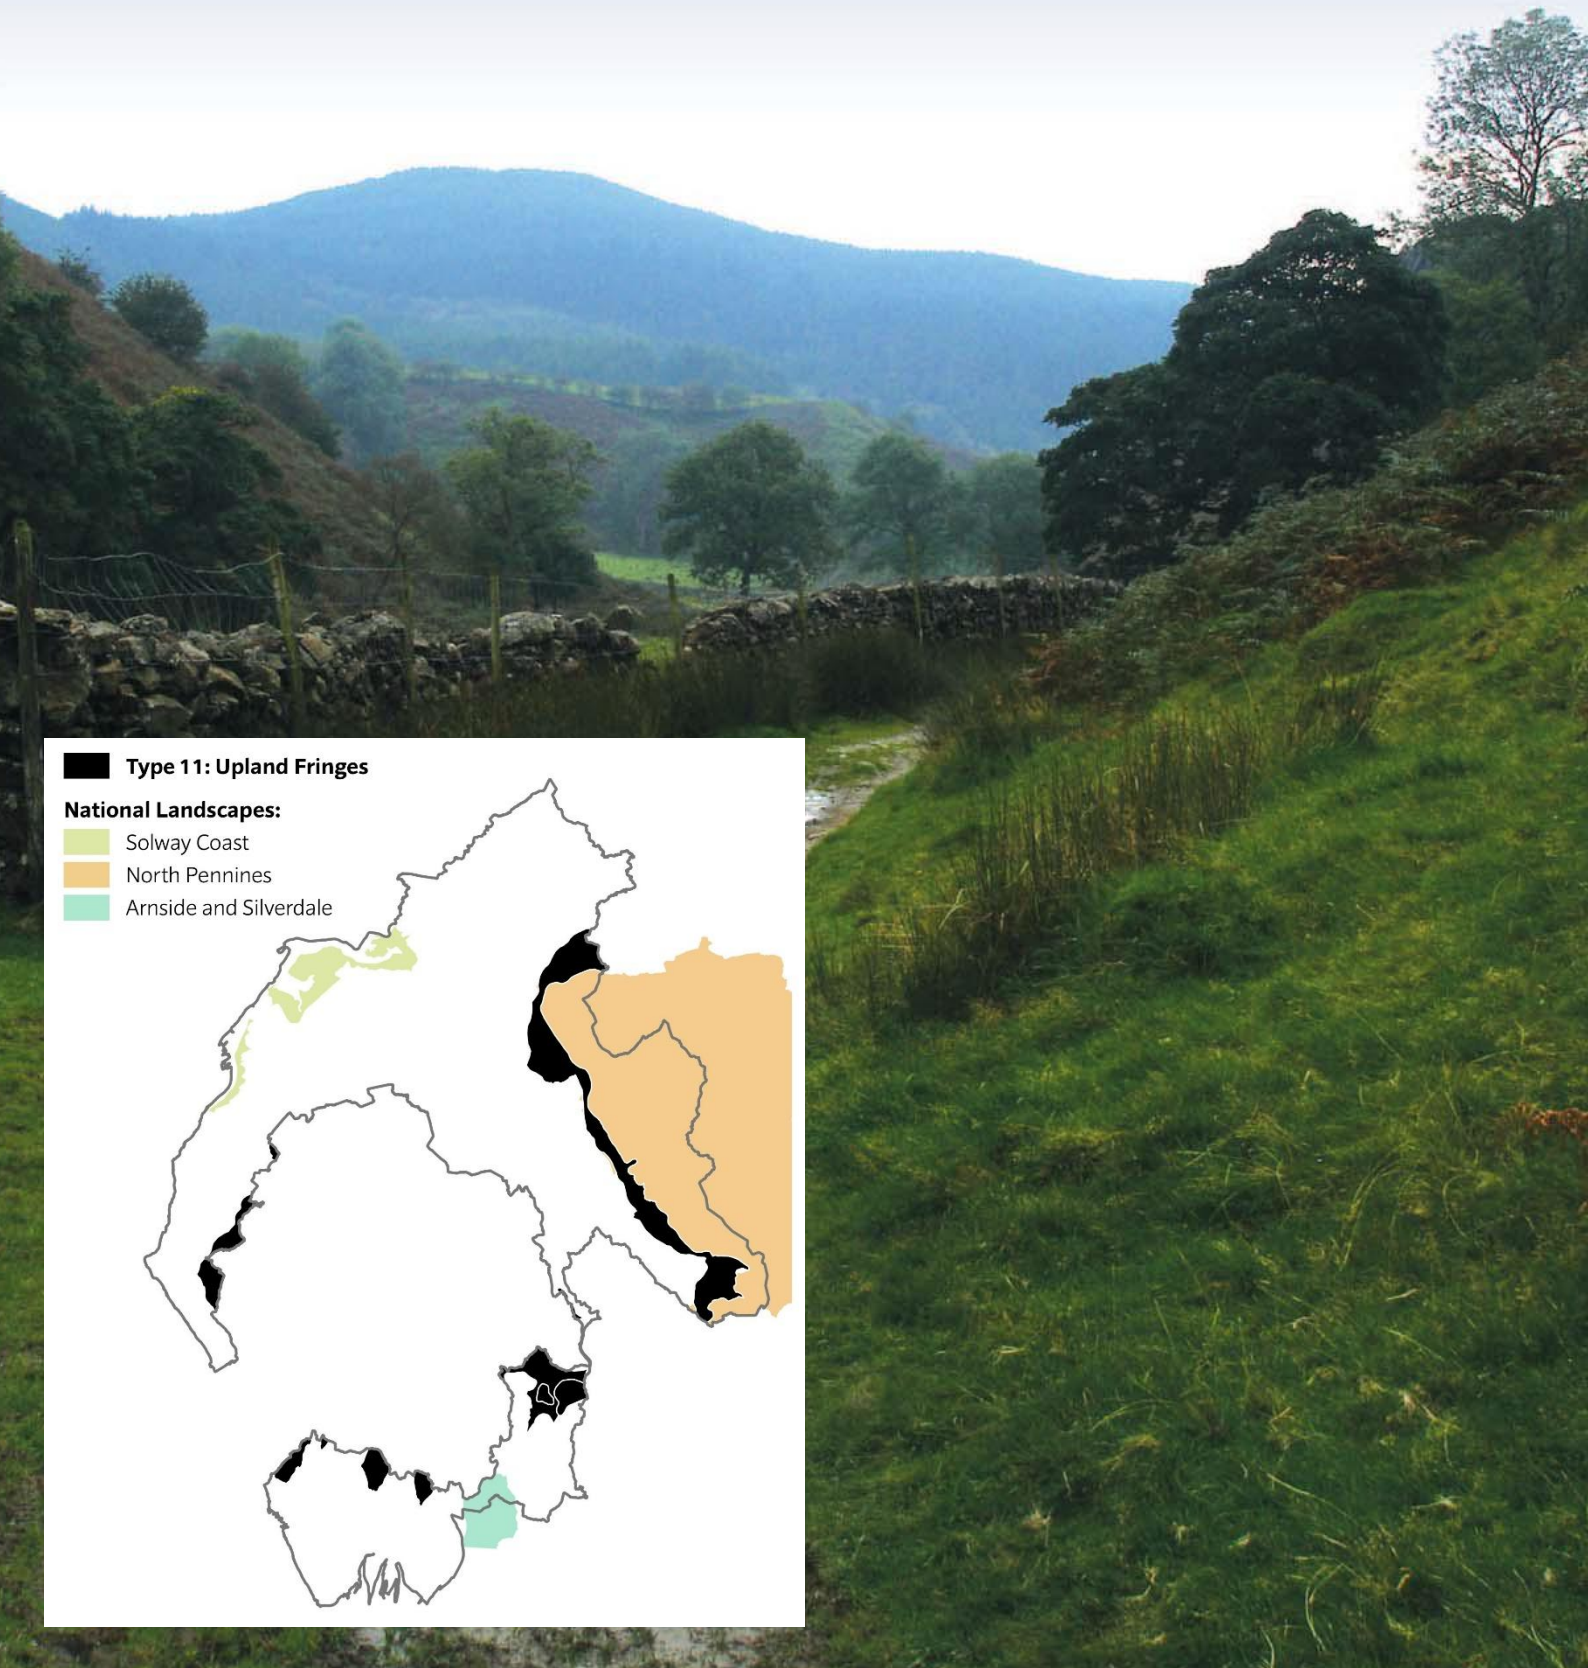 Type 11: Upland Fringes
National Landscapes:
Solway Coast
North Pennines
Arnside and Silverdale